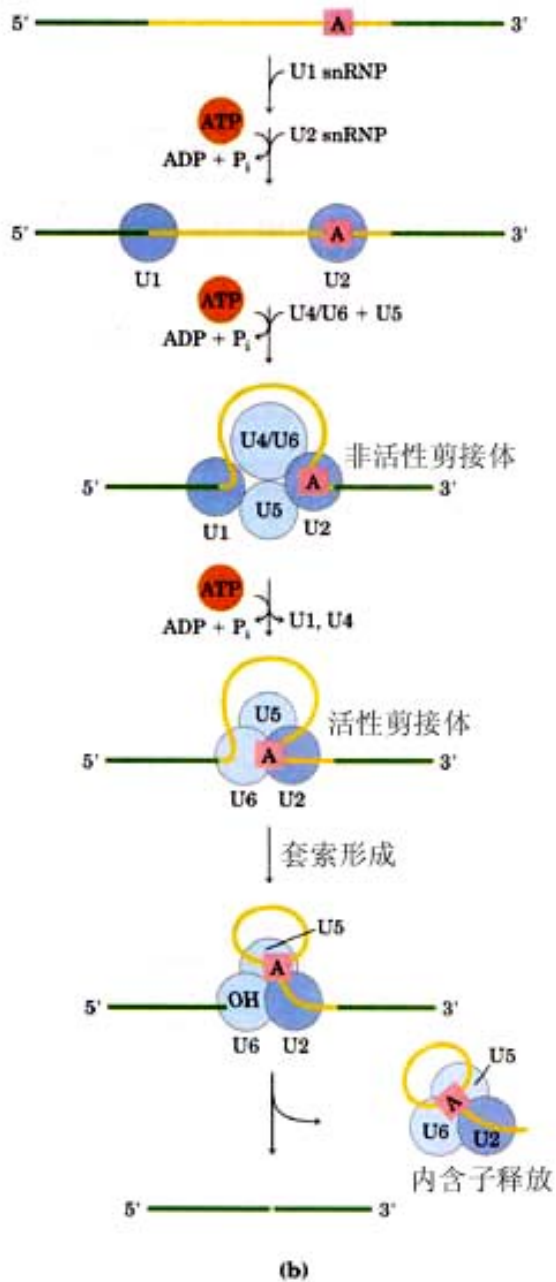 5' A 3'
U1 snRNP
ATP
U2 snRNP
ADP + Pi
5' A 3'
U1 U2
ATP
U4/U6 + U5
ADP + Pi
U4/U6
非活性剪接体
5' A 3'
U5
U1 U2
ATP
ADP + Pi U1, U4
U5
活性剪接体
5' A 3'
U6 U2
套索形成
U5
A
5' OH 3'
U6 U2
U5
A
U6 U2
内含子释放
5' 3'
(b)